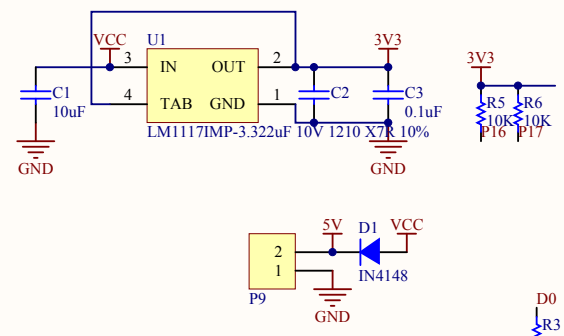 VCC
U1
3V3
3V3
3
IN
OUT
2
C1
10uF
4
TAB
GND
1
C2
C3
0.1uF
R5
10K
P16
R6
10K
P17
LM1117IMP-3.3
22uF 10V 1210 X7R 10%
GND
GND
5V
D1
VCC
2
1
IN4148
P9
GND
D0
R3